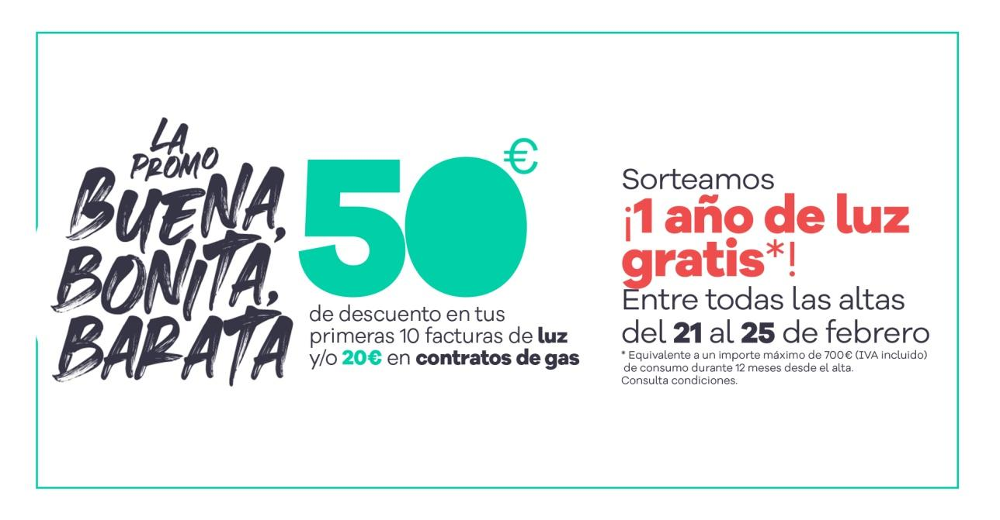 LA
PROMO
BUENA,
BONITA,
BARATA
50€
de descuento en tus
primeras 10 facturas de luz
y/o 20€ en contratos de gas
Sorteamos
¡1 año de luz
gratis*!
Entre todas las altas
del 21 al 25 de febrero
* Equivalente a un importe máximo de 700€ (IVA incluido)
de consumo durante 12 meses desde el alta.
Consulta condiciones.